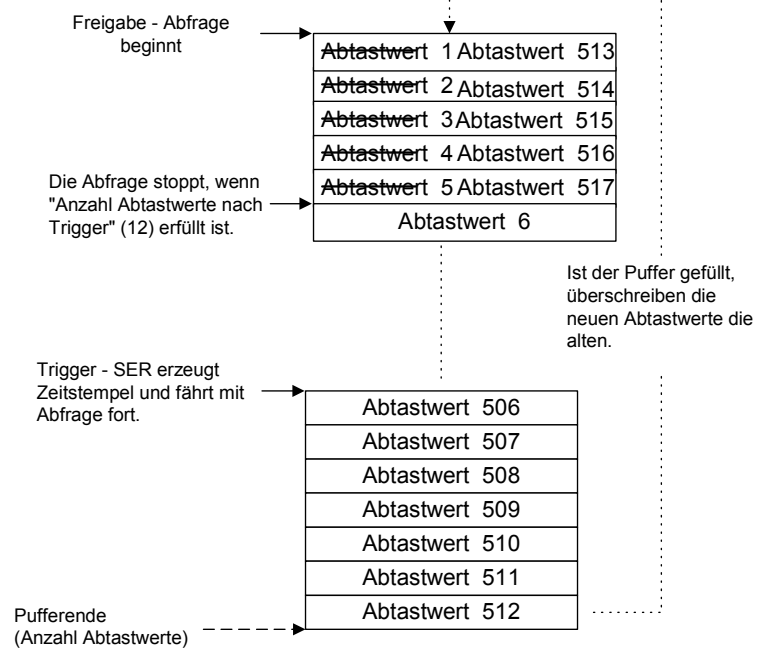 Freigabe - Abfrage
beginnt
Abtastwert 1 Abtastwert 513
Abtastwert 2 Abtastwert 514
Abtastwert 3 Abtastwert 515
Abtastwert 4 Abtastwert 516
Abtastwert 5 Abtastwert 517
Abtastwert 6
Die Abfrage stoppt, wenn
"Anzahl Abtastwerte nach
Trigger" (12) erfüllt ist.
Ist der Puffer gefüllt,
überschreiben die
neuen Abtastwerte die
alten.
Trigger - SER erzeugt
Zeitstempel und fährt mit
Abfrage fort.
Abtastwert 506
Abtastwert 507
Abtastwert 508
Abtastwert 509
Abtastwert 510
Abtastwert 511
Abtastwert 512
Pufferende
(Anzahl Abtastwerte)